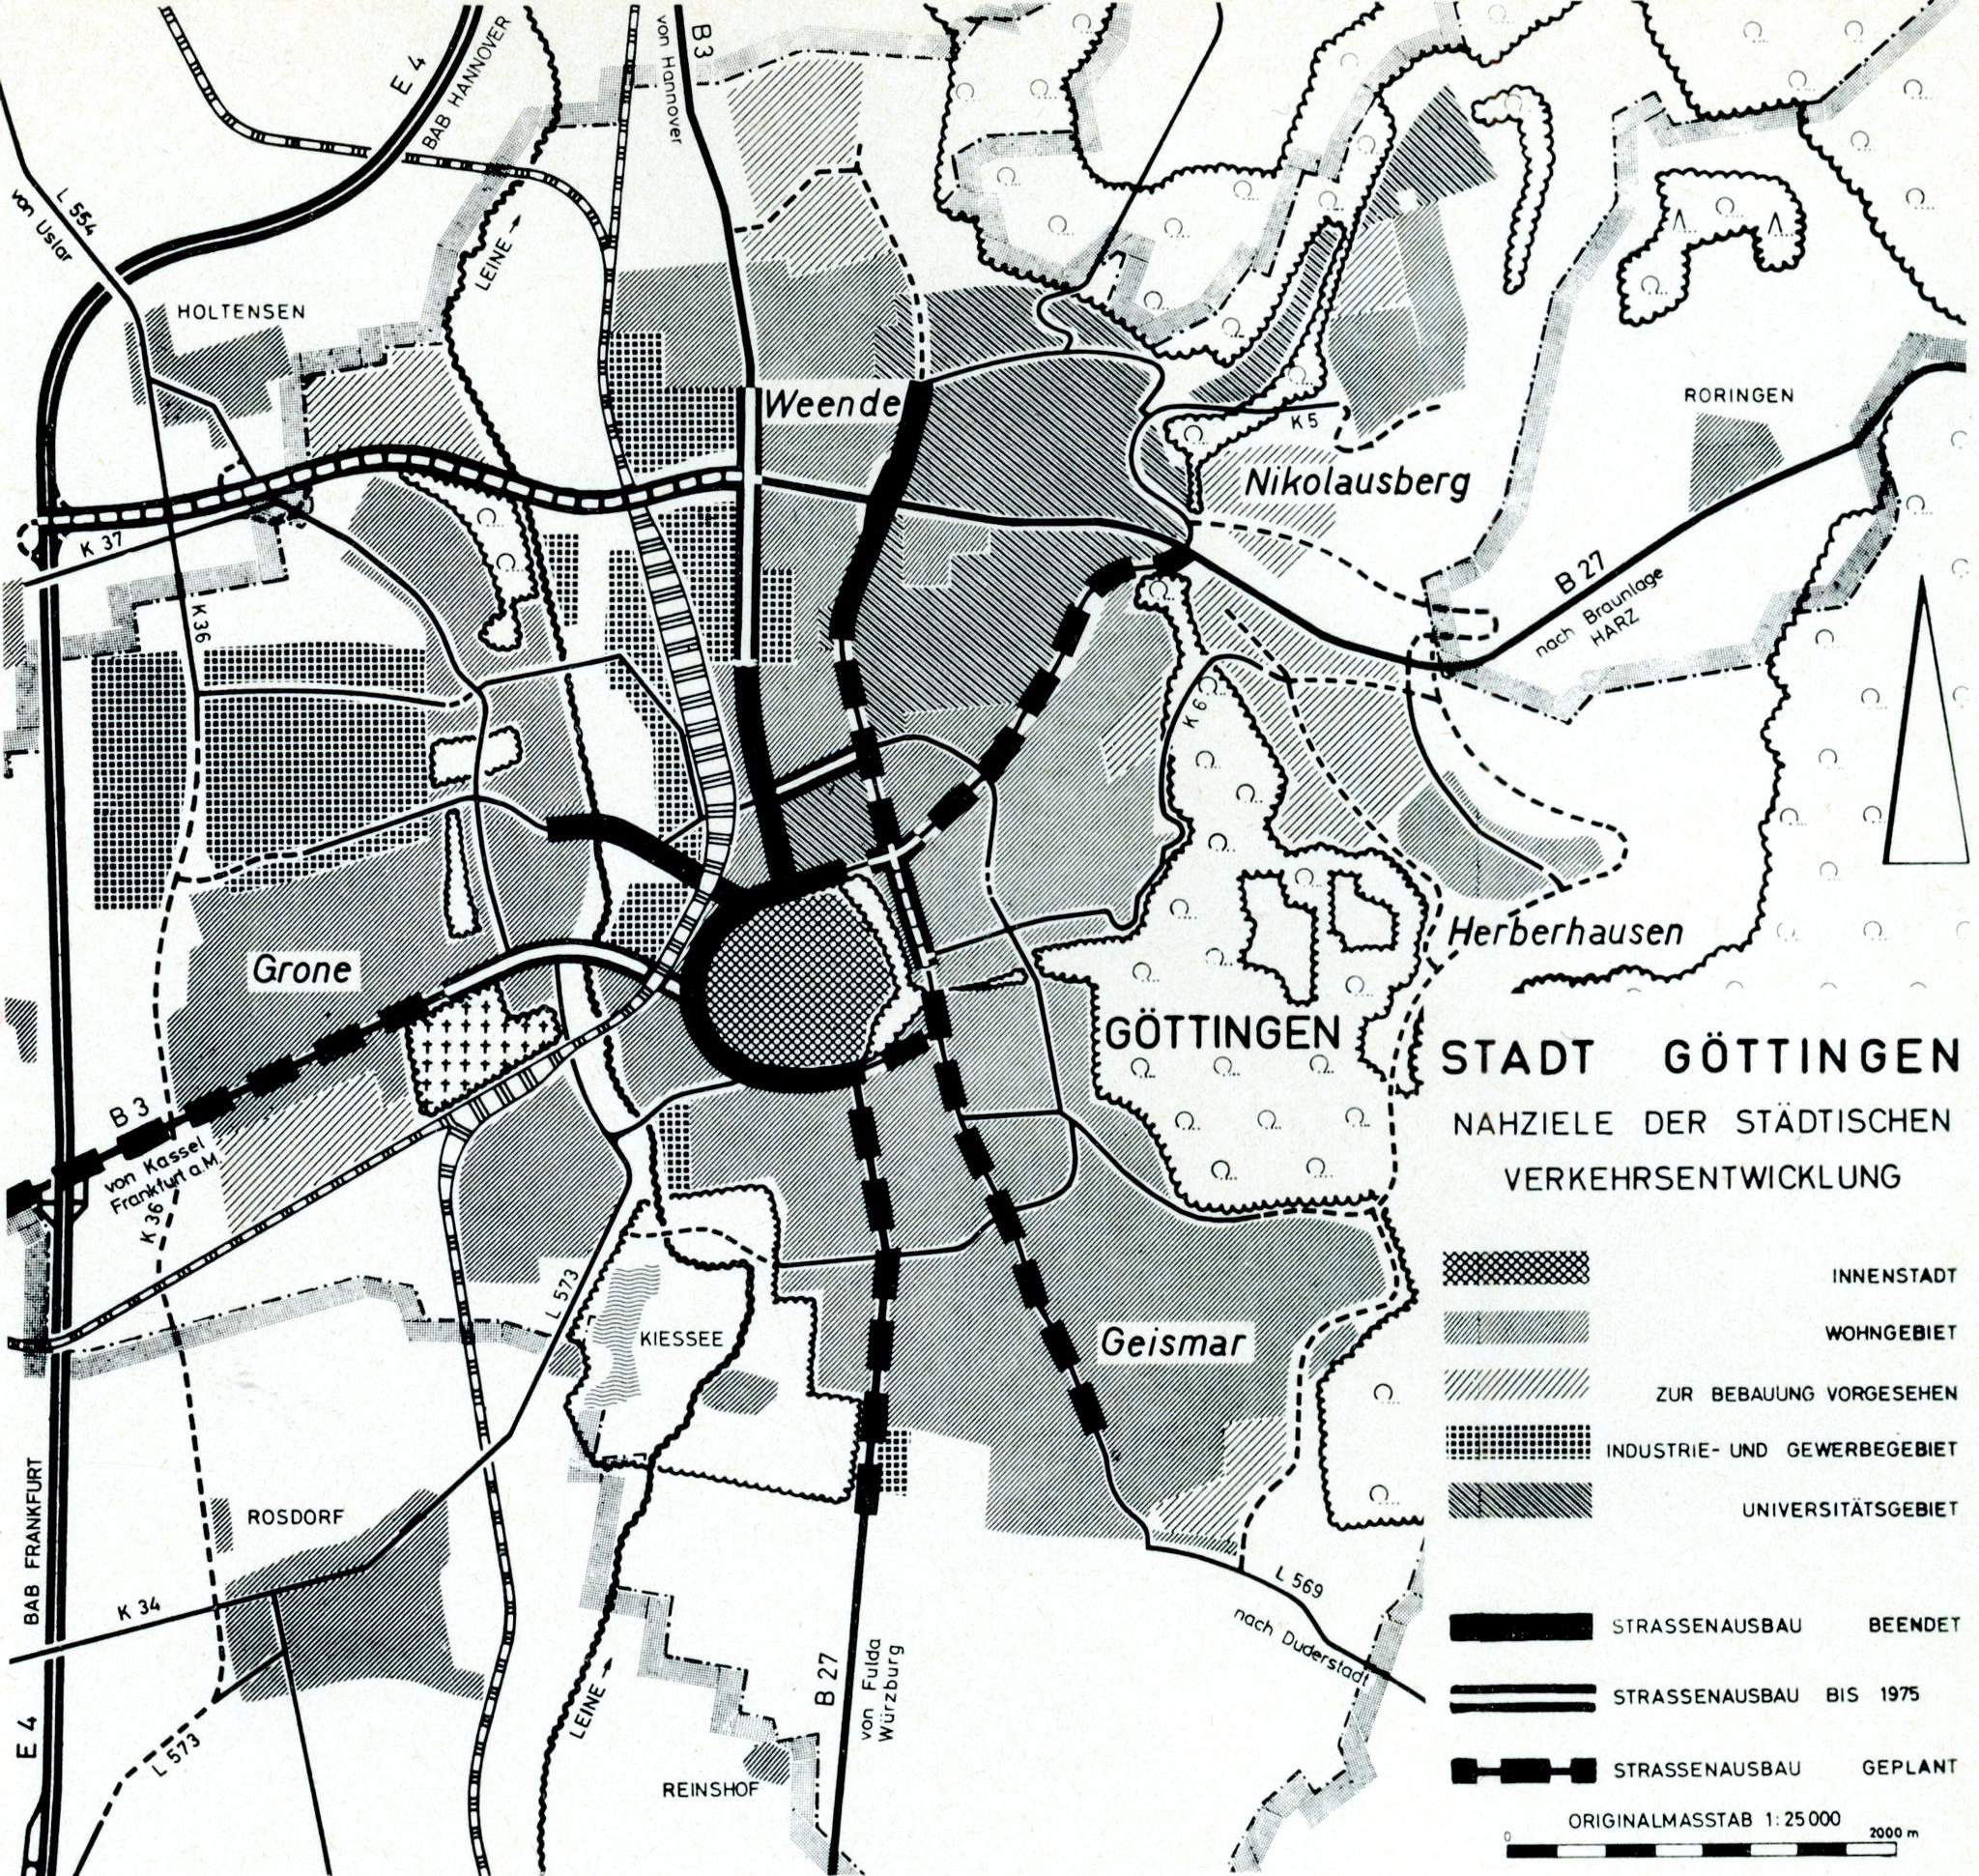 E 4
BAB HANNOVER
B 3
von Hannover
L 554
von Uslar
LEINE
HOLTENSEN
Weende
K 5
RORINGEN
Nikolausberg
K 37
B 27
nach Braunlage
HARZ
K 36
K 6
Herberhausen
Grone
GÖTTINGEN
B 3
von Kassel
Frankfurt a.M.
K 36
L 573
KIESSEE
Geismar
BAB FRANKFURT
ROSDORF
K 34
L 569
nach Duderstadt
B 27
von Fulda
Würzburg
LEINE
E 4
L 573
REINSHOF
STADT GÖTTINGEN
NAHZIELE DER STÄDTISCHEN
VERKEHRSENTWICKLUNG
INNENSTADT
WOHNGEBIET
ZUR BEBAUUNG VORGESEHEN
INDUSTRIE- UND GEWERBEGEBIET
UNIVERSITÄTSGEBIET
STRASSENAUSBAU BEENDET
STRASSENAUSBAU BIS 1975
STRASSENAUSBAU GEPLANT
ORIGINALMASSTAB 1:25000
0 2000 m